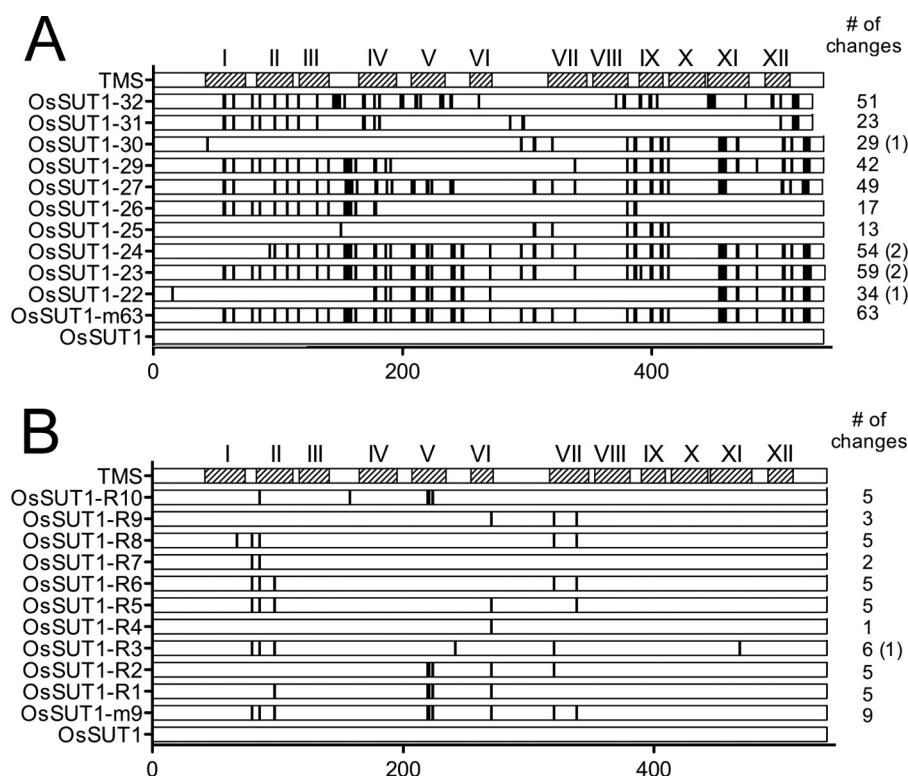 A
# of
changes
I II III IV V VI VII VIII IX X XI XII
TMS
OsSUT1-32 51
OsSUT1-31 23
OsSUT1-30 29 (1)
OsSUT1-29 42
OsSUT1-27 49
OsSUT1-26 17
OsSUT1-25 13
OsSUT1-24 54 (2)
OsSUT1-23 59 (2)
OsSUT1-22 34 (1)
OsSUT1-m63 63
OsSUT1
0 200 400
B
# of
changes
I II III IV V VI VII VIII IX X XI XII
TMS
OsSUT1-R10 5
OsSUT1-R9 3
OsSUT1-R8 5
OsSUT1-R7 2
OsSUT1-R6 5
OsSUT1-R5 5
OsSUT1-R4 1
OsSUT1-R3 6 (1)
OsSUT1-R2 5
OsSUT1-R1 5
OsSUT1-m9 9
OsSUT1
0 200 400